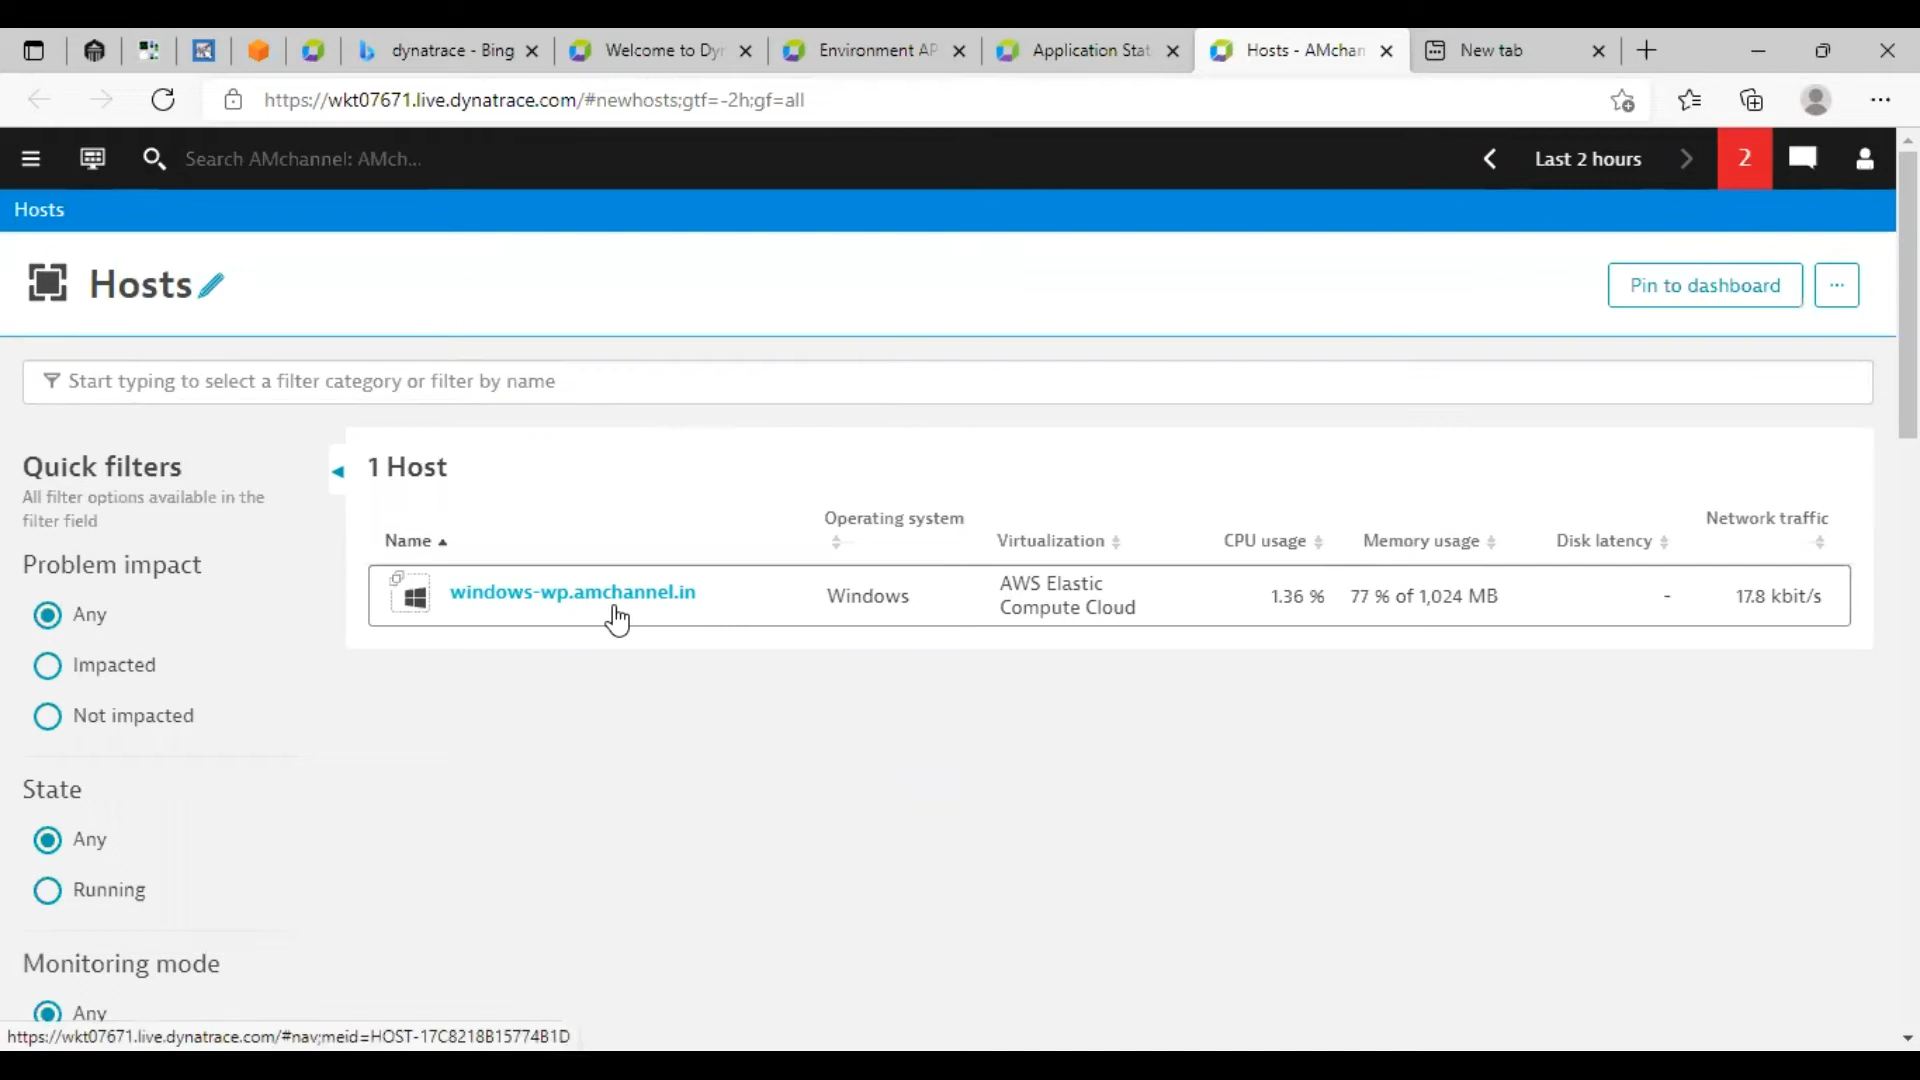 dynatrace - Bing
Welcome to Dyn
Environment AP
Application Stat
Hosts - AMchan
New tab
https://wkt07671.live.dynatrace.com/#newhosts;gtf=-2h;gf=all
Search AMchannel: AMch...
Last 2 hours
2
Hosts
Hosts
Pin to dashboard
...
Start typing to select a filter category or filter by name
Quick filters
All filter options available in the
filter field
Problem impact
Any
Impacted
Not impacted
State
Any
Running
Monitoring mode
Any
1 Host
Name
Operating system
Virtualization
CPU usage
Memory usage
Disk latency
Network traffic
windows-wp.amchannel.in
Windows
AWS Elastic
Compute Cloud
1.36 %
77 % of 1,024 MB
-
17.8 kbit/s
https://wkt07671.live.dynatrace.com/#nav;meid=HOST-17C8218B15774B1D